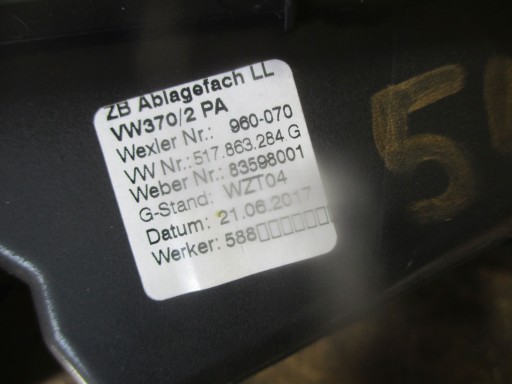 ZB Ablagefach LL
VW370/2 PA
Wexler Nr.: 960-070
VW Nr.: 517.863.284.G
Weber Nr.: 83598001
G-Stand: WZT04
Datum: 21.06.2017
Werker: 588□□□□□□
5